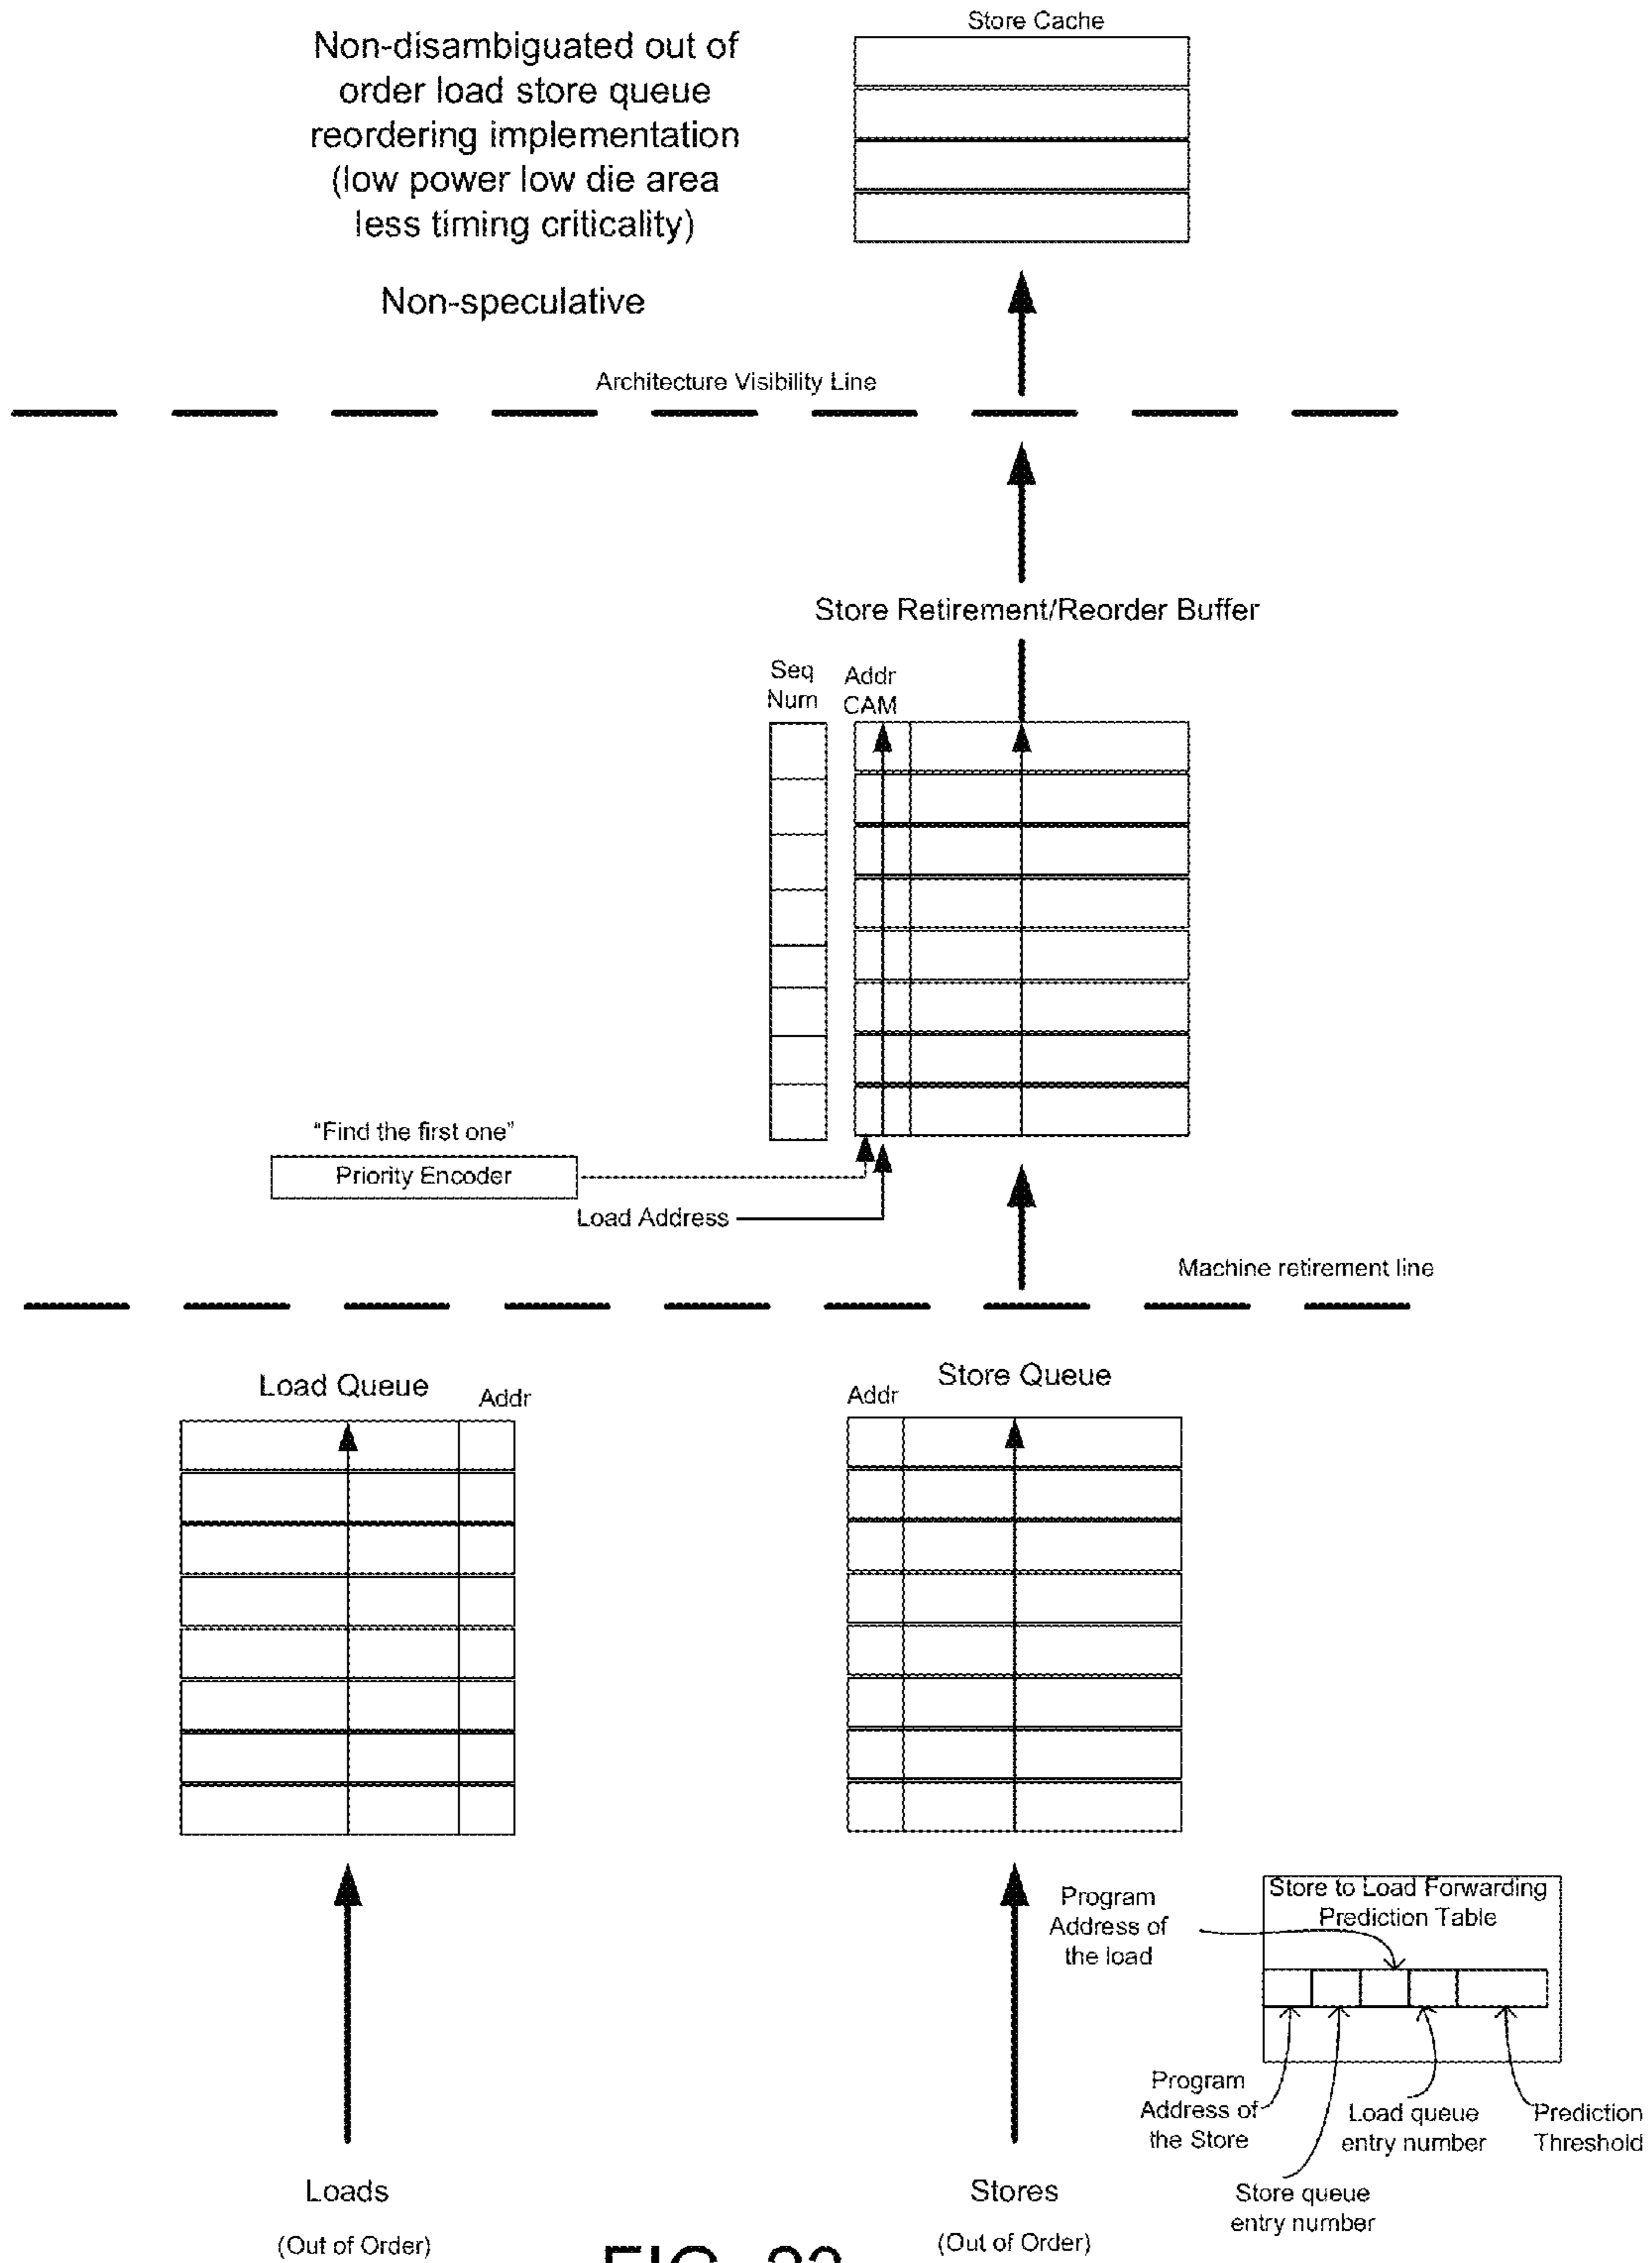 Store Cache
Non-disambiguated out of
order load store queue
reordering implementation
(low power low die area
less timing criticality)
Non-speculative
Architecture Visibility Line
Store Retirement/Reorder Buffer
Seq
Num
Addr
CAM
"Find the first one"
Priority Encoder
Load Address
Machine retirement line
Load Queue
Addr
Store Queue
Addr
Program
Address of
the load
Store to Load Forwarding
Prediction Table
Program
Address of
the Store
Load queue
entry number
Prediction
Threshold
Store queue
entry number
Loads
(Out of Order)
Stores
(Out of Order)